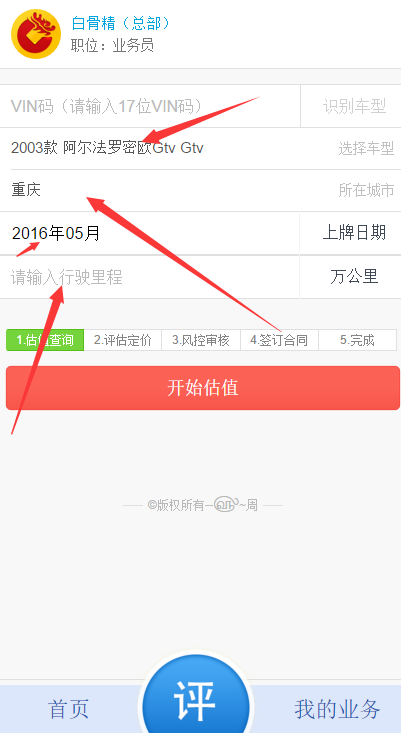 白骨精（总部）
职位：业务员
VIN码（请输入17位VIN码） 识别车型
2003款 阿尔法罗密欧Gtv Gtv 选择车型
重庆 所在城市
2016年05月 上牌日期
请输入行驶里程 万公里
1.估值查询 2.评估定价 3.风控审核 4.签订合同 5.完成
开始估值
©版权所有-- ~周
首页 评 我的业务